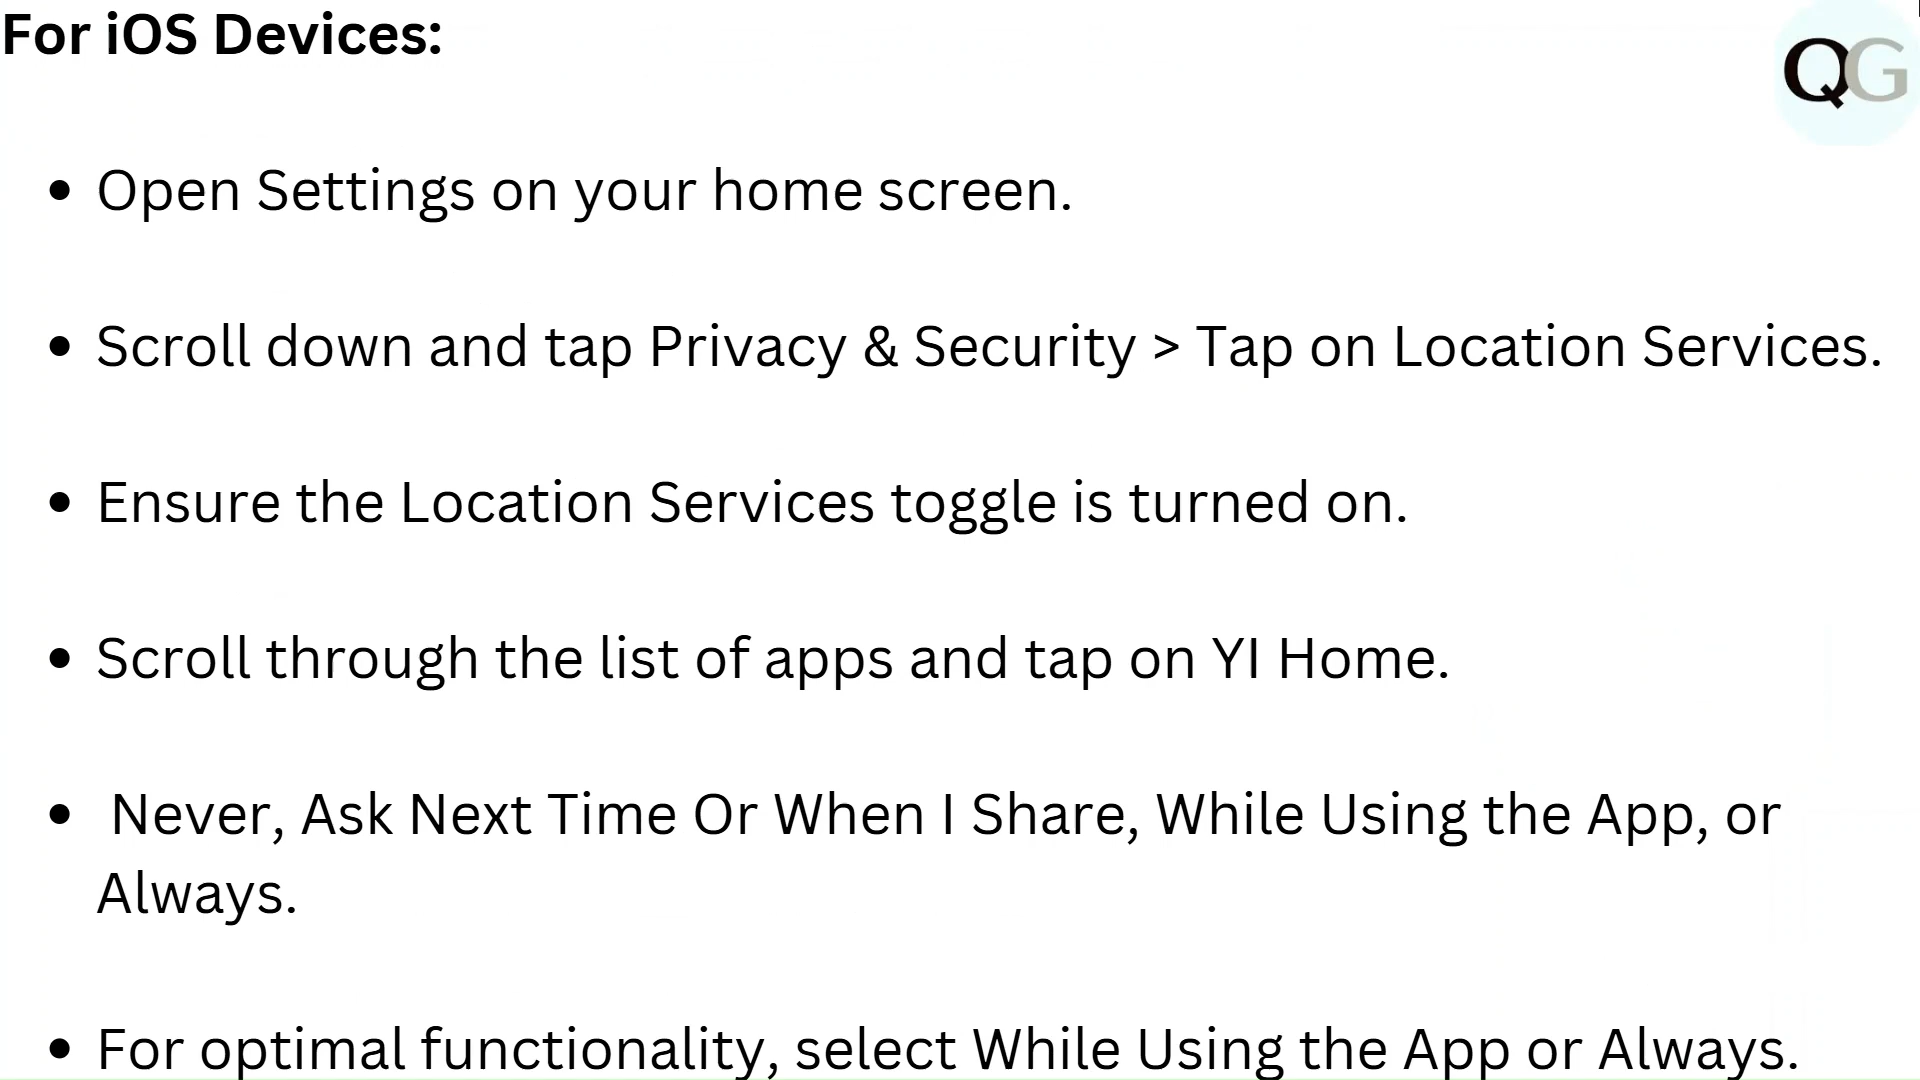 For iOS Devices:
QG
• Open Settings on your home screen.
• Scroll down and tap Privacy & Security > Tap on Location Services.
• Ensure the Location Services toggle is turned on.
• Scroll through the list of apps and tap on YI Home.
• Never, Ask Next Time Or When I Share, While Using the App, or
Always.
• For optimal functionality, select While Using the App or Always.